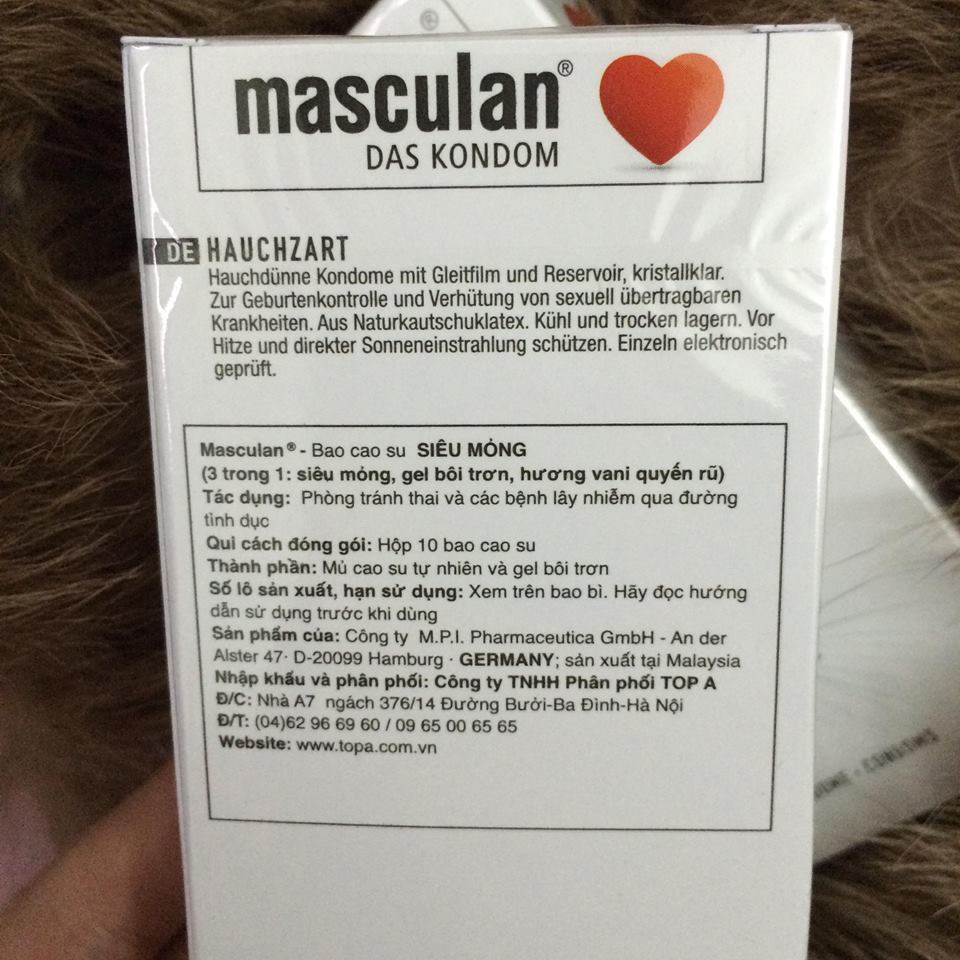 ®
masculan®
DAS KONDOM
DE HAUCHZART
Hauchdünne Kondome mit Gleitfilm und Reservoir, kristallklar.
Zur Geburtenkontrolle und Verhütung von sexuell übertragbaren
Krankheiten. Aus Naturkautschuklatex. Kühl und trocken lagern. Vor
Hitze und direkter Sonneneinstrahlung schützen. Einzeln elektronisch
geprüft.
Masculan® - Bao cao su SIÊU MỎNG
(3 trong 1: siêu mỏng, gel bôi trơn, hương vani quyến rũ)
Tác dụng: Phòng tránh thai và các bệnh lây nhiễm qua đường
tình dục
Qui cách đóng gói: Hộp 10 bao cao su
Thành phần: Mủ cao su tự nhiên và gel bôi trơn
Số lô sản xuất, hạn sử dụng: Xem trên bao bì. Hãy đọc hướng
dẫn sử dụng trước khi dùng
Sản phẩm của: Công ty M.P.I. Pharmaceutica GmbH - An der
Alster 47· D-20099 Hamburg · GERMANY; sản xuất tại Malaysia
Nhập khẩu và phân phối: Công ty TNHH Phân phối TOP A
Đ/C: Nhà A7 ngách 376/14 Đường Bưởi-Ba Đình-Hà Nội
Đ/T: (04)62 96 69 60 / 09 65 00 65 65
Website: www.topa.com.vn
CONDOMS